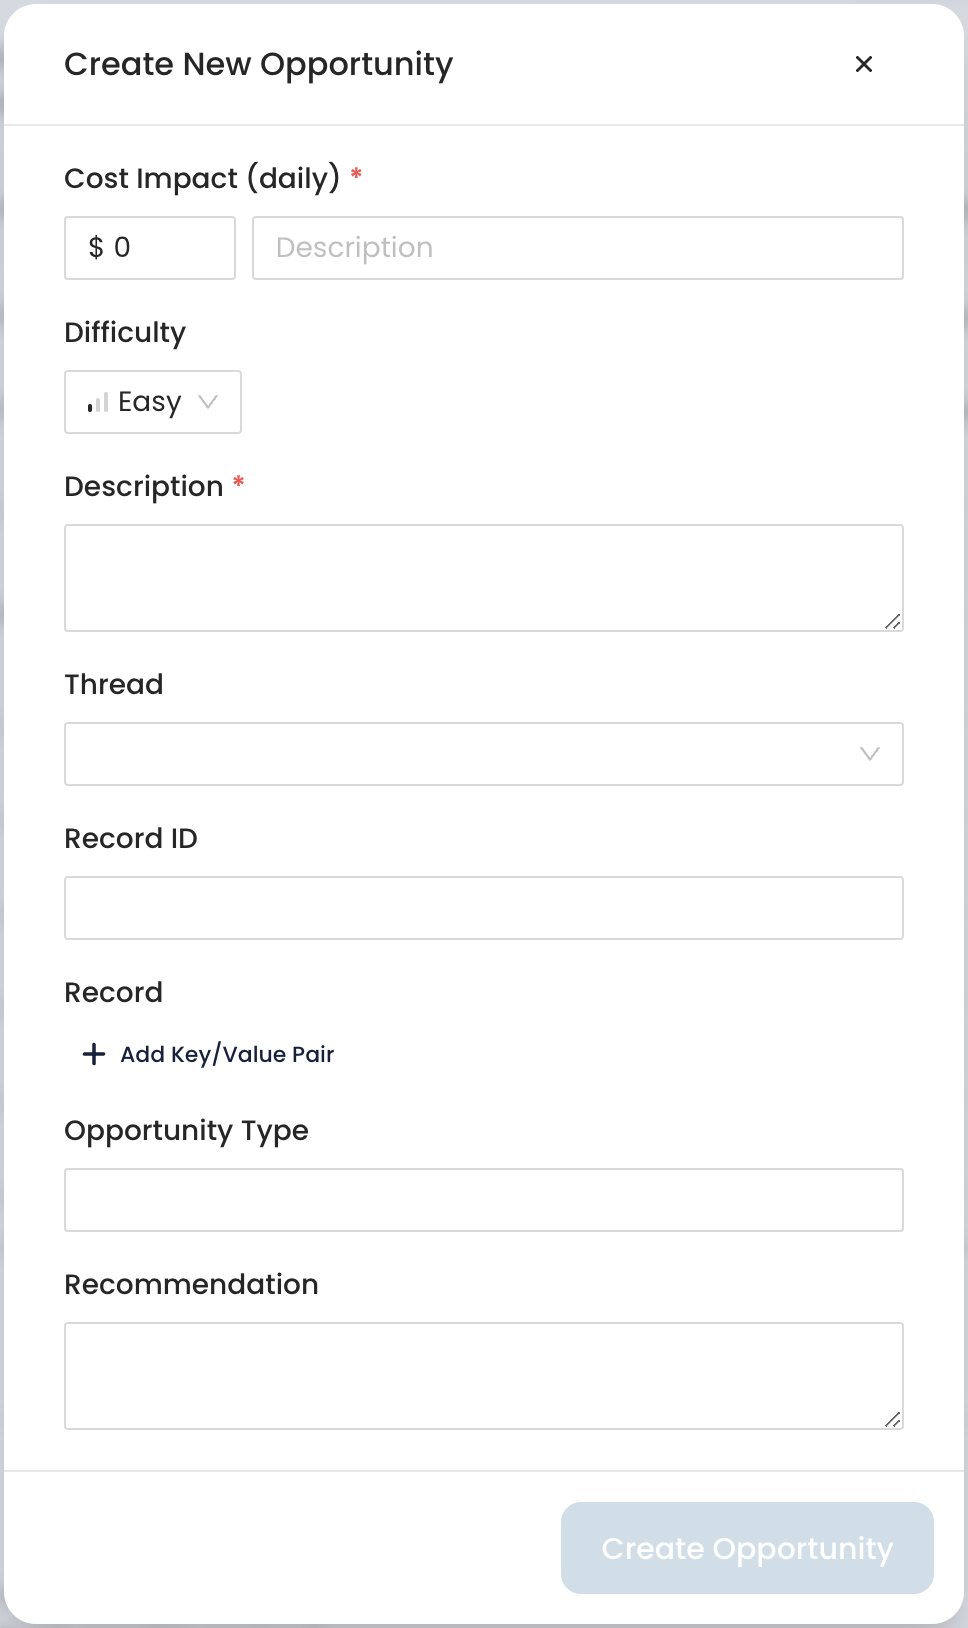 Create New Opportunity
Cost Impact (daily) *
$ 0 Description
Difficulty
Easy
Description *
Thread
Record ID
Record
Add Key/Value Pair
Opportunity Type
Recommendation
Create Opportunity